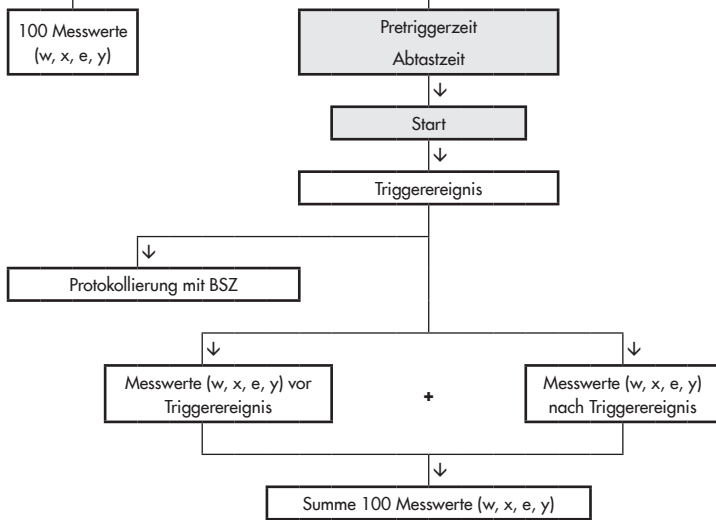 100 Messwerte
(w, x, e, y)
Pretriggerzeit
Abtastzeit
Start
Triggerereignis
Protokollierung mit BSZ
Messwerte (w, x, e, y) vor
Triggerereignis
+
Messwerte (w, x, e, y)
nach Triggerereignis
Summe 100 Messwerte (w, x, e, y)